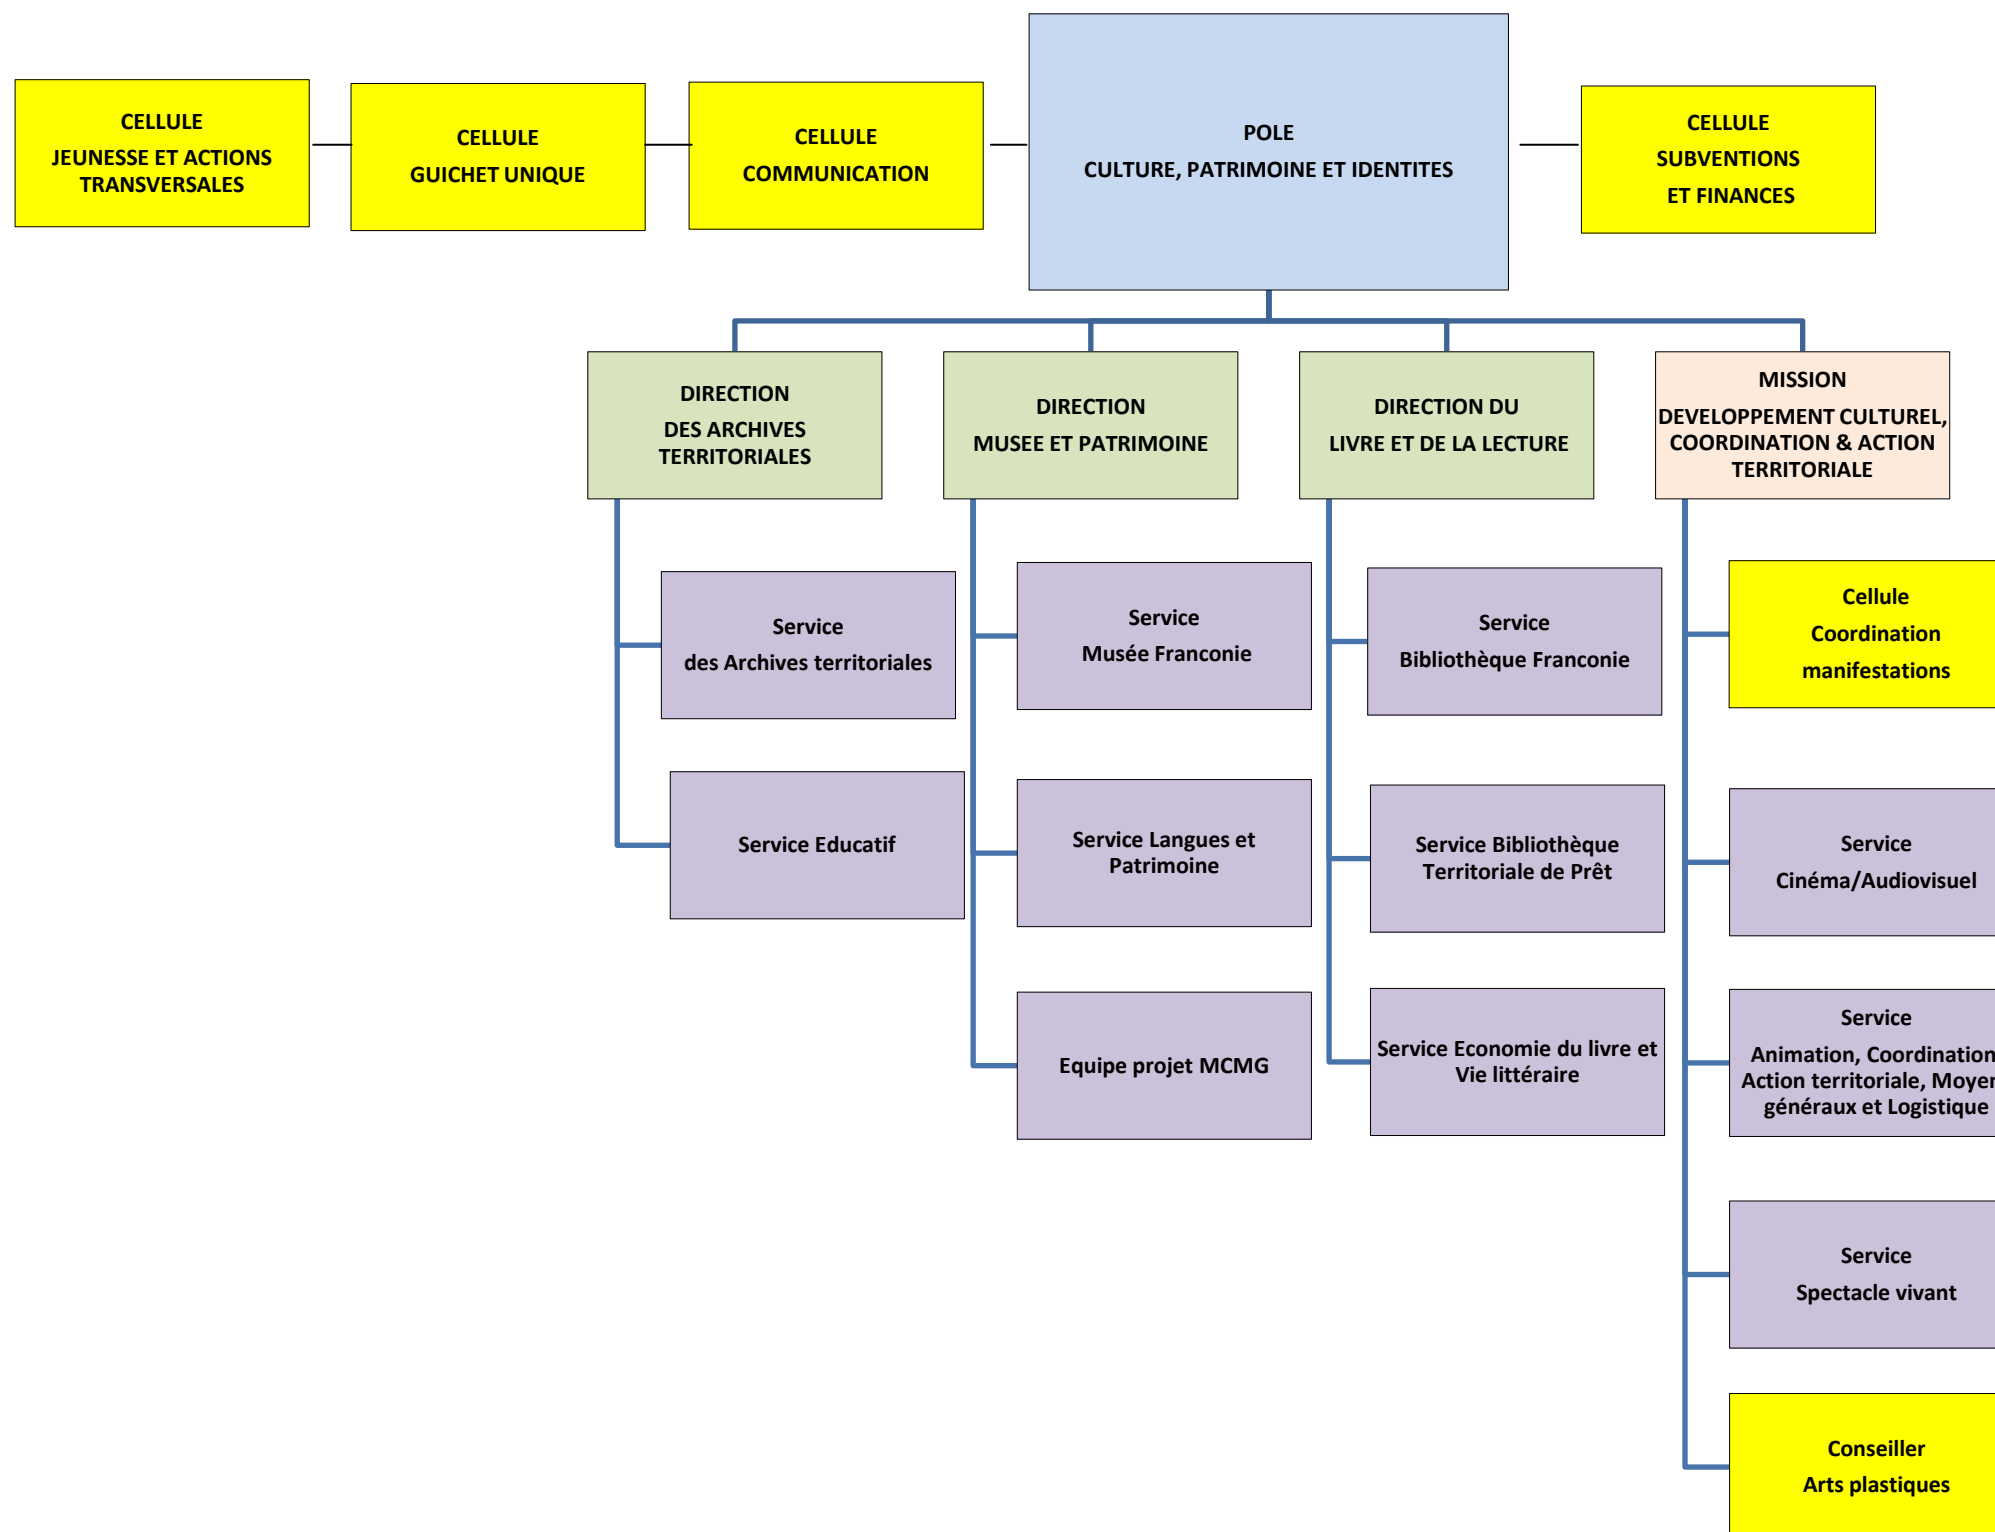 CELLULE
JEUNESSE ET ACTIONS
TRANSVERSALES
CELLULE
GUICHET UNIQUE
CELLULE
COMMUNICATION
POLE
CULTURE, PATRIMOINE ET IDENTITES
CELLULE
SUBVENTIONS
ET FINANCES
DIRECTION
DES ARCHIVES
TERRITORIALES
DIRECTION
MUSEE ET PATRIMOINE
DIRECTION DU
LIVRE ET DE LA LECTURE
MISSION
DEVELOPPEMENT CULTUREL,
COORDINATION & ACTION
TERRITORIALE
Service
des Archives territoriales
Service Educatif
Service
Musée Franconie
Service Langues et
Patrimoine
Equipe projet MCMG
Service
Bibliothèque Franconie
Service Bibliothèque
Territoriale de Prêt
Service Economie du livre et
Vie littéraire
Cellule
Coordination
manifestations
Service
Cinéma/Audiovisuel
Service
Animation, Coordination
Action territoriale,
généraux et Logistique
Service
Spectacle vivant
Conseiller
Arts plastiques